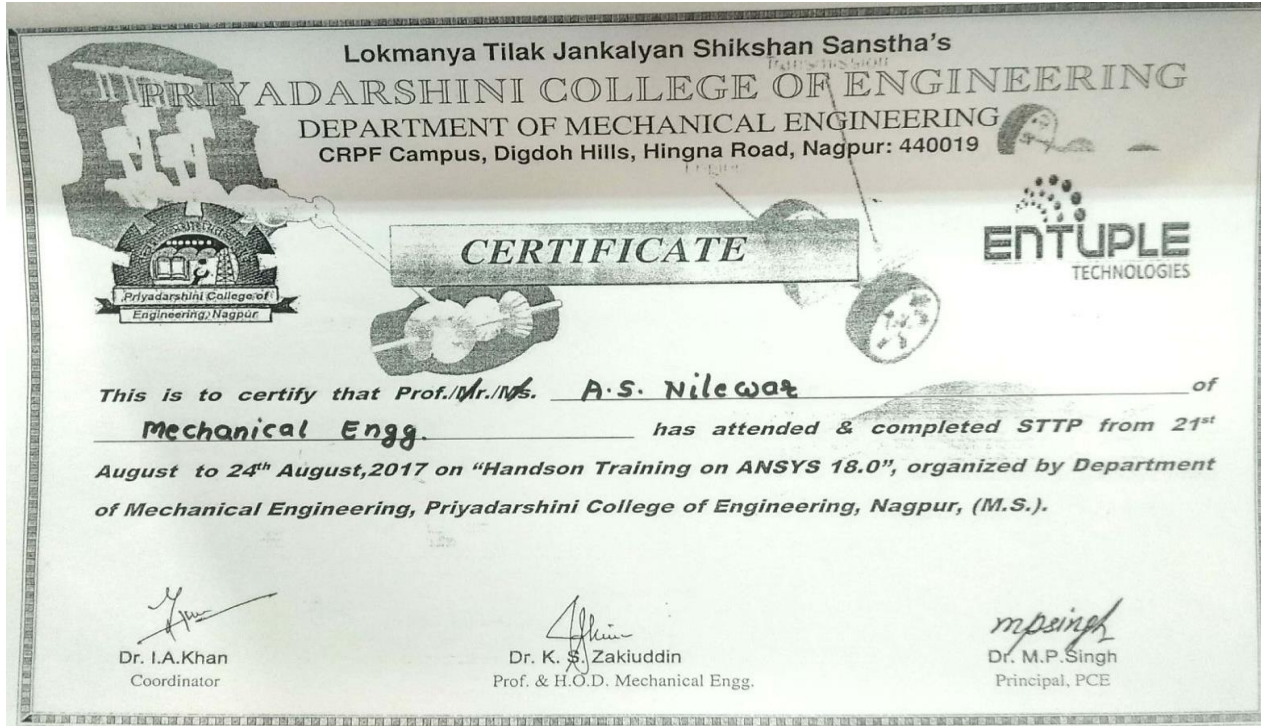 Lokmanya Tilak Jankalyan Shikshan Sanstha's
Transmission
PRIYADARSHINI COLLEGE OF ENGINEERING
DEPARTMENT OF MECHANICAL ENGINEERING
CRPF Campus, Digdoh Hills, Hingna Road, Nagpur: 440019
Engine
CERTIFICATE
ENTUPLE
TECHNOLOGIES
Priyadarshini College of
Engineering, Nagpur
This is to certify that Prof./Mr./Ms. A.S. Nilewar of
Mechanical Engg. has attended & completed STTP from 21st
August to 24th August,2017 on “Handson Training on ANSYS 18.0”, organized by Department
of Mechanical Engineering, Priyadarshini College of Engineering, Nagpur, (M.S.).
mpsingh
Dr. I.A.Khan
Coordinator
Dr. K. S. Zakiuddin
Prof. & H.O.D. Mechanical Engg.
Dr. M.P.Singh
Principal, PCE